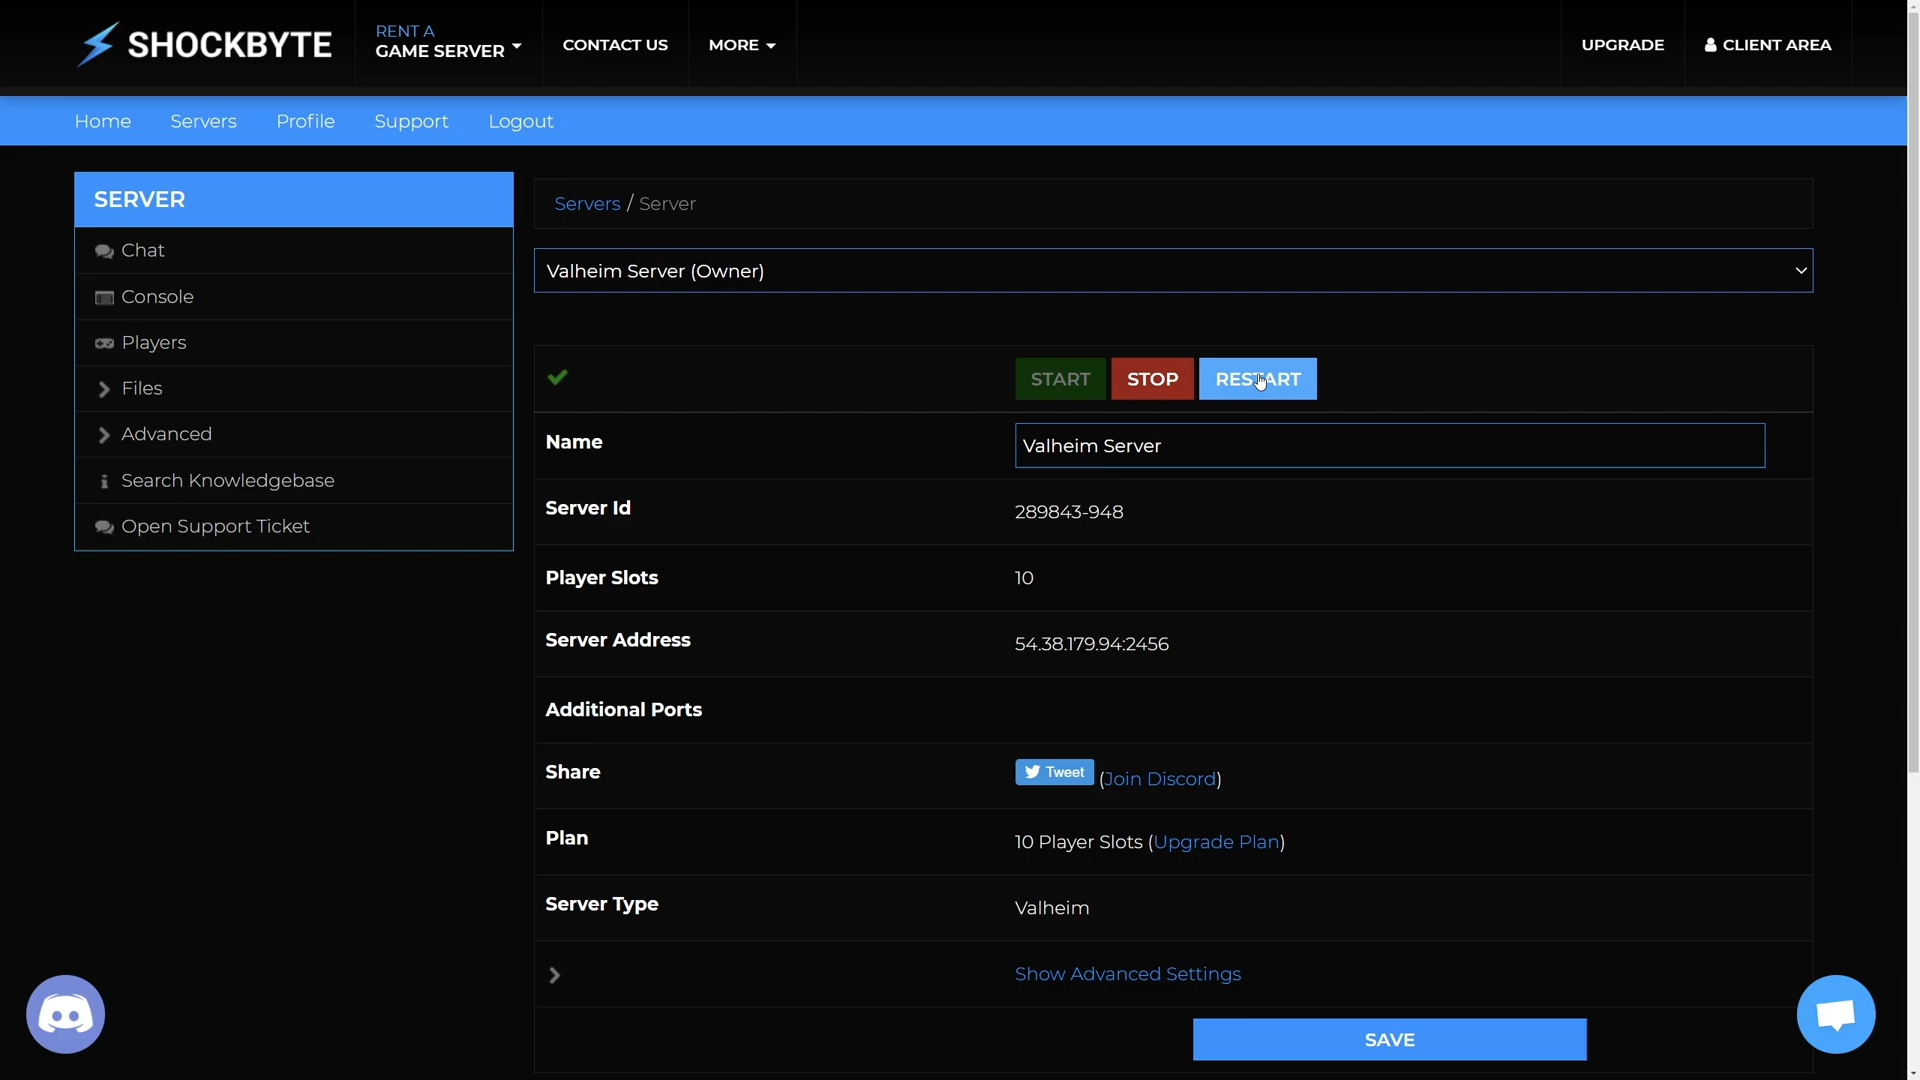 SHOCKBYTE
RENT A
GAME SERVER
CONTACT US
MORE
UPGRADE
CLIENT AREA
Home
Servers
Profile
Support
Logout
SERVER
Chat
Console
Players
Files
Advanced
Search Knowledgebase
Open Support Ticket
Servers / Server
Valheim Server (Owner)
START
STOP
RESTART
Name
Valheim Server
Server Id
289843-948
Player Slots
10
Server Address
54.38.179.94:2456
Additional Ports
Share
Tweet (Join Discord)
Plan
10 Player Slots (Upgrade Plan)
Server Type
Valheim
Show Advanced Settings
SAVE